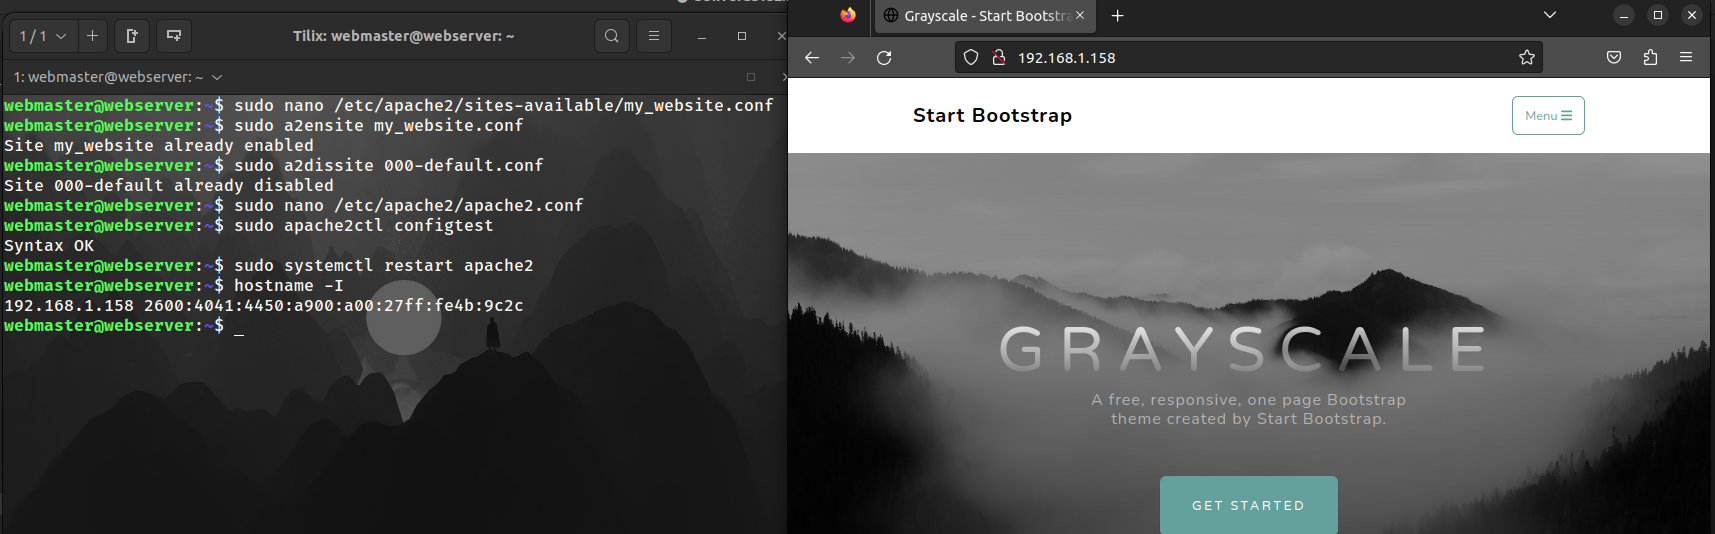 1 / 1
Tilix: webmaster@webserver: ~
1: webmaster@webserver: ~
webmaster@webserver:~$ sudo nano /etc/apache2/sites-available/my_website.conf
webmaster@webserver:~$ sudo a2ensite my_website.conf
Site my_website already enabled
webmaster@webserver:~$ sudo a2dissite 000-default.conf
Site 000-default already disabled
webmaster@webserver:~$ sudo nano /etc/apache2/apache2.conf
webmaster@webserver:~$ sudo apache2ctl configtest
Syntax OK
webmaster@webserver:~$ sudo systemctl restart apache2
webmaster@webserver:~$ hostname -I
192.168.1.158 2600:4041:4450:a900:a00:27ff:fe4b:9c2c
webmaster@webserver:~$ _
Grayscale - Start Bootstra
192.168.1.158
Start Bootstrap
Menu
GRAYSCALE
A free, responsive, one page Bootstrap
theme created by Start Bootstrap.
GET STARTED